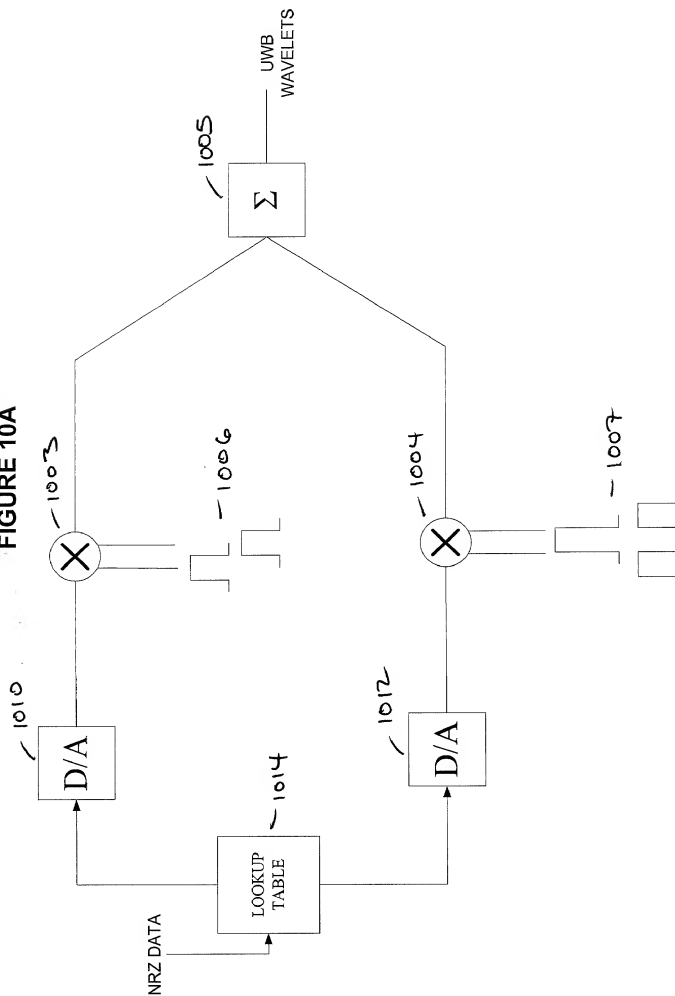 FIGURE 10A
1010
D/A
1003
X
1006
1005
Σ
UWB
WAVELETS
NRZ DATA
LOOKUP
TABLE
1014
1012
D/A
1004
X
1007